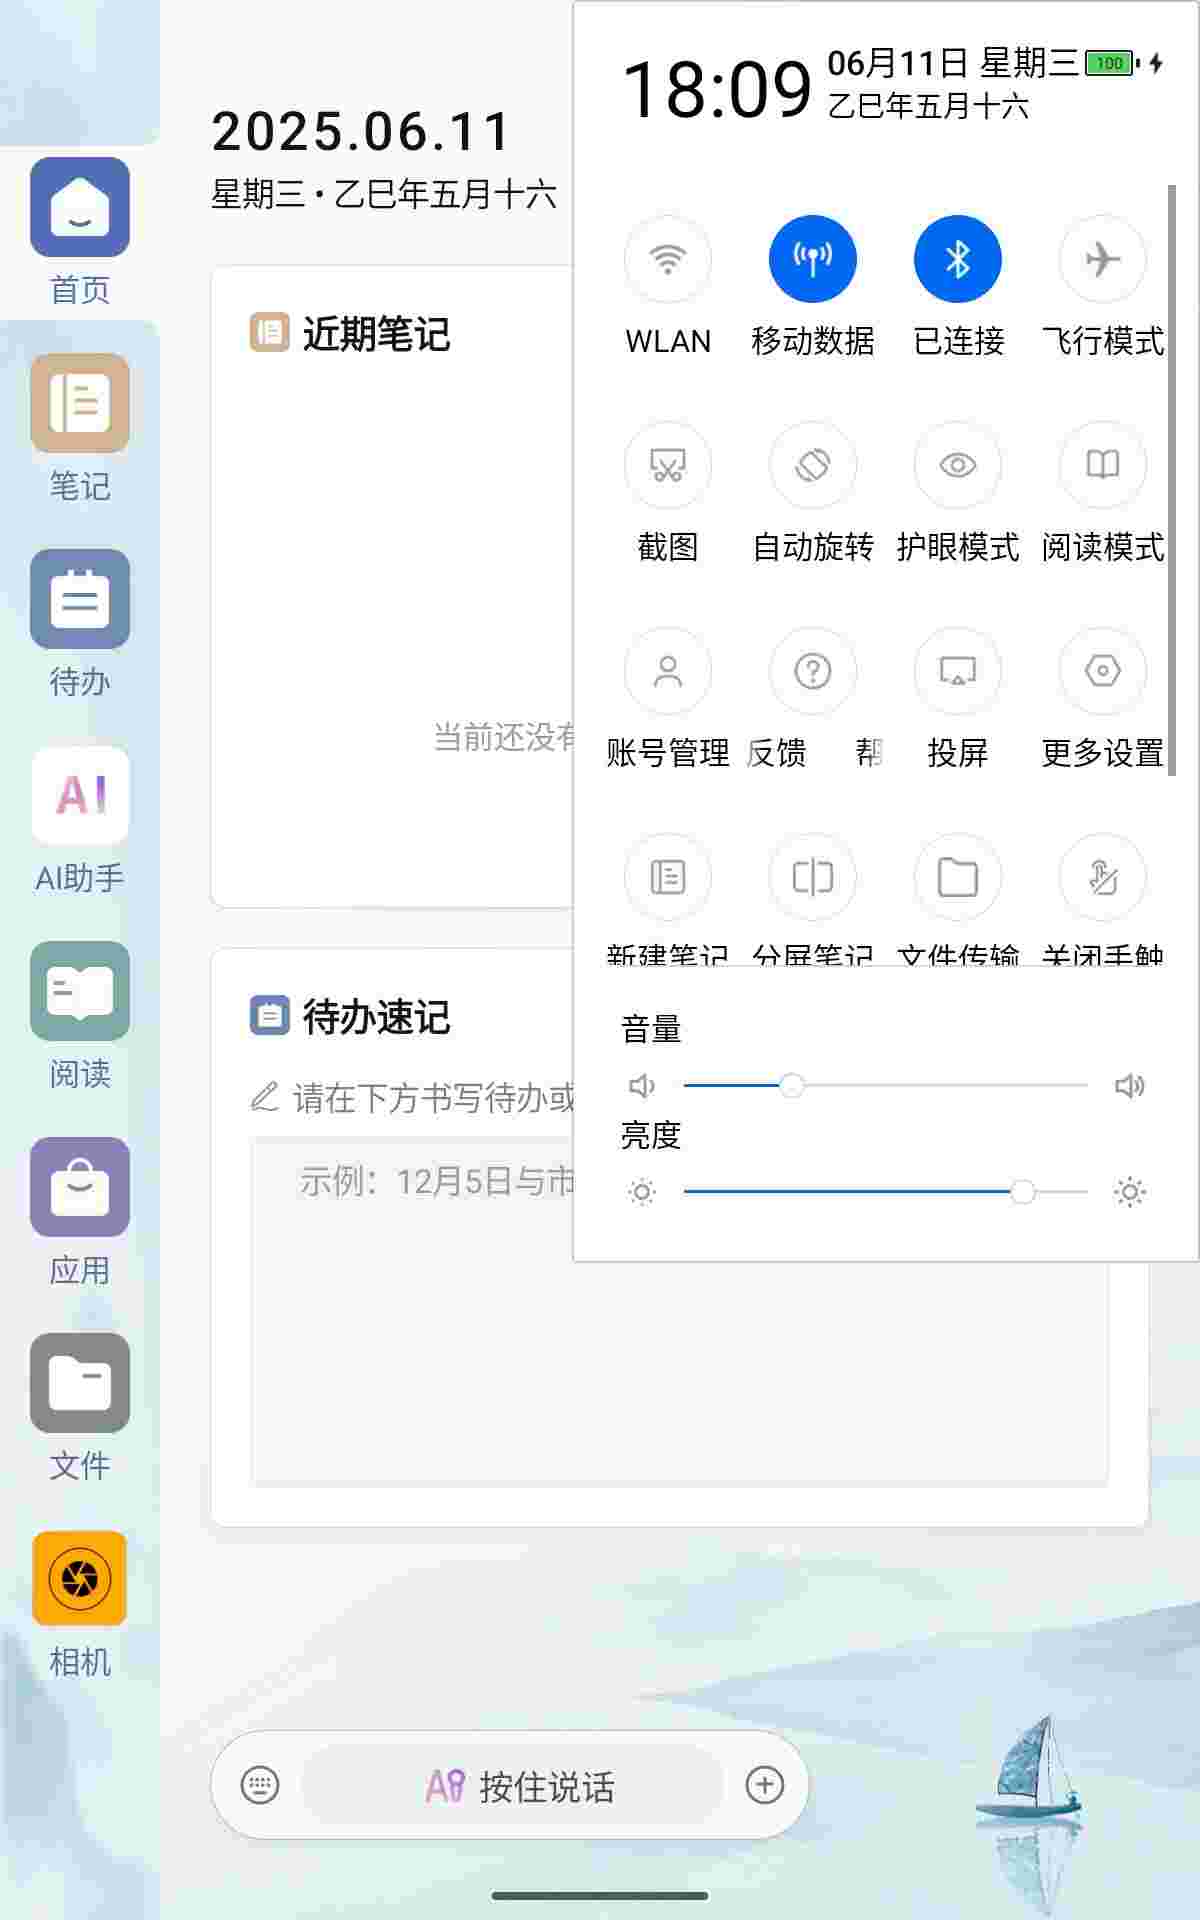 18:09
06月11日 星期三
100
乙巳年五月十六
2025.06.11
星期三·乙巳年五月十六
首页
笔记
待办
AI
AI助手
阅读
应用
文件
相机
近期笔记
当前还没有
待办速记
请在下方书写待办或
示例：12月5日与市
WLAN
移动数据
已连接
飞行模式
截图
自动旋转
护眼模式
阅读模式
账号管理
反馈 帮
投屏
更多设置
新建笔记
分屏笔记
文件传输
关闭手触
音量
亮度
AI 按住说话